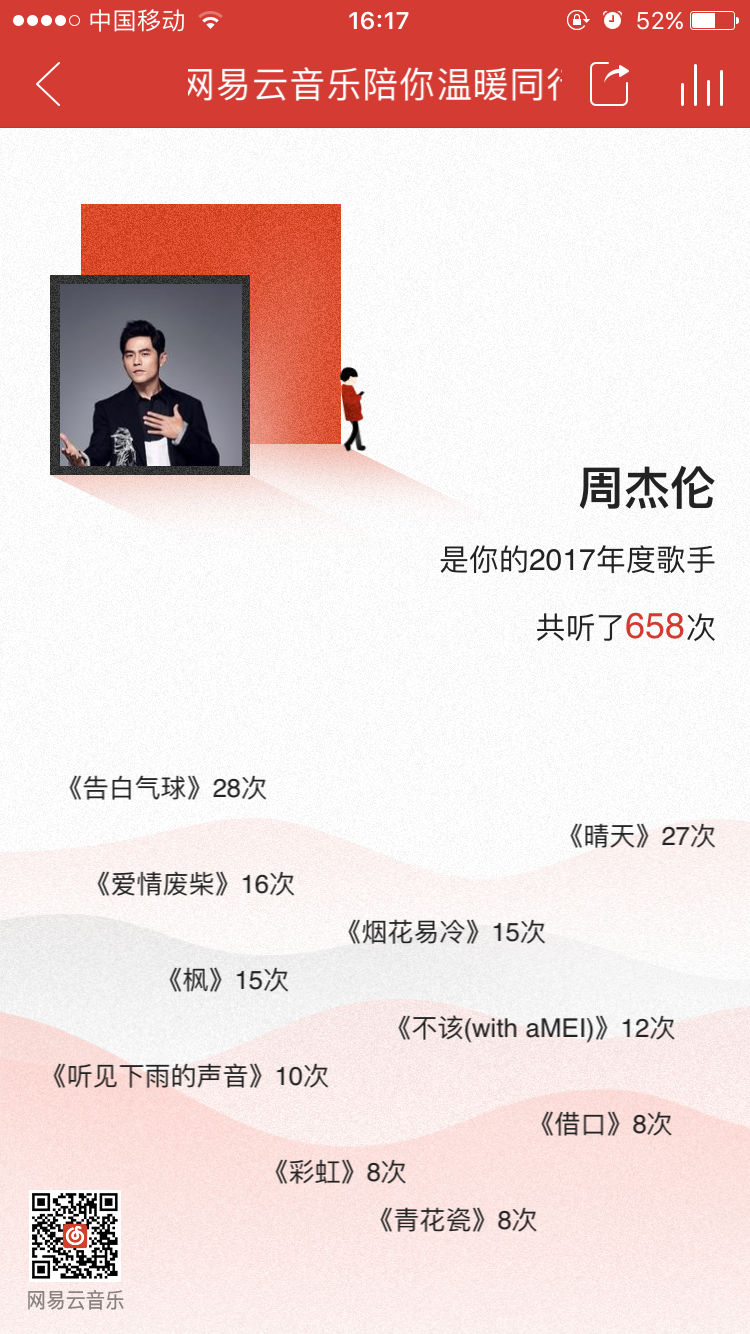 中国移动
16:17
52%
网易云音乐陪你温暖同行
周杰伦
是你的2017年度歌手
共听了658次
《告白气球》28次
《晴天》27次
《爱情废柴》16次
《烟花易冷》15次
《枫》15次
《不该(with aMEI)》12次
《听见下雨的声音》10次
《借口》8次
《彩虹》8次
《青花瓷》8次
网易云音乐